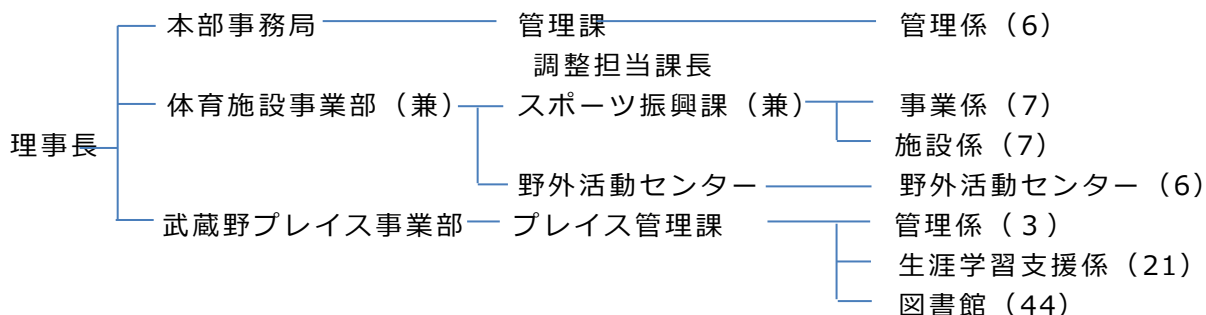 本部事務局 管理課 管理係（6）
調整担当課長
体育施設事業部（兼） スポーツ振興課（兼） 事業係（7）
理事長 施設係（7）
野外活動センター 野外活動センター（6）
武蔵野プレイス事業部 プレイス管理課 管理係（３）
生涯学習支援係（21）
図書館（44）